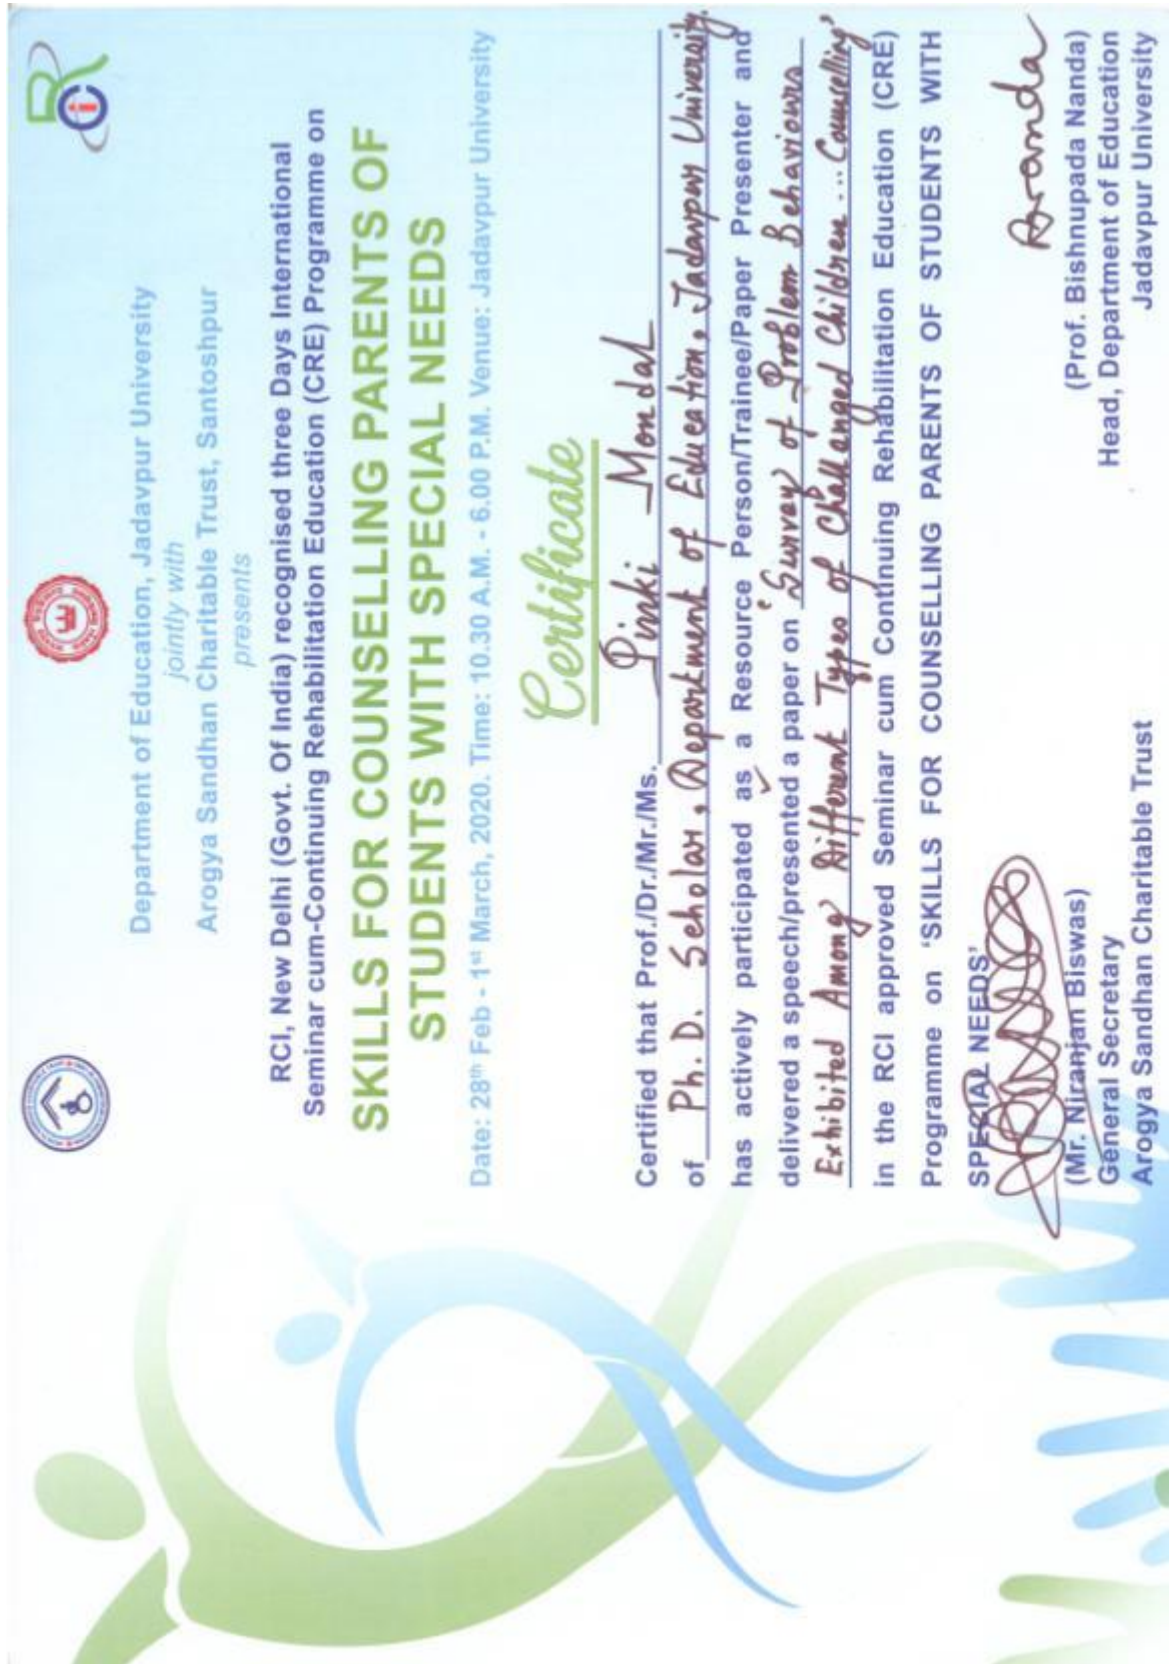 Department of Education, Jadavpur University
jointly with
Arogya Sandhan Charitable Trust, Santoshpur
presents
RCI, New Delhi (Govt. Of India) recognised three Days International
Seminar cum-Continuing Rehabilitation Education (CRE) Programme on
SKILLS FOR COUNSELLING PARENTS OF
STUDENTS WITH SPECIAL NEEDS
Date: 28th Feb - 1st March, 2020. Time: 10.30 A.M. - 6.00 P.M. Venue: Jadavpur University
Certificate
Certified that Prof./Dr./Mr./Ms. Pinki Mondal
of Ph. D. Scholar, Department of Education, Jadavpur University.
has actively participated as a Resource Person/Trainee/Paper Presenter and
delivered a speech/presented a paper on "Survey of Problem Behaviours
Exhibited Among Different Types of Challanged Children... Counselling"
in the RCI approved Seminar cum Continuing Rehabilitation Education (CRE)
Programme on 'SKILLS FOR COUNSELLING PARENTS OF STUDENTS WITH
SPECIAL NEEDS'
(Mr. Niranjan Biswas)
General Secretary
Arogya Sandhan Charitable Trust
(Prof. Bishnupada Nanda)
Head, Department of Education
Jadavpur University